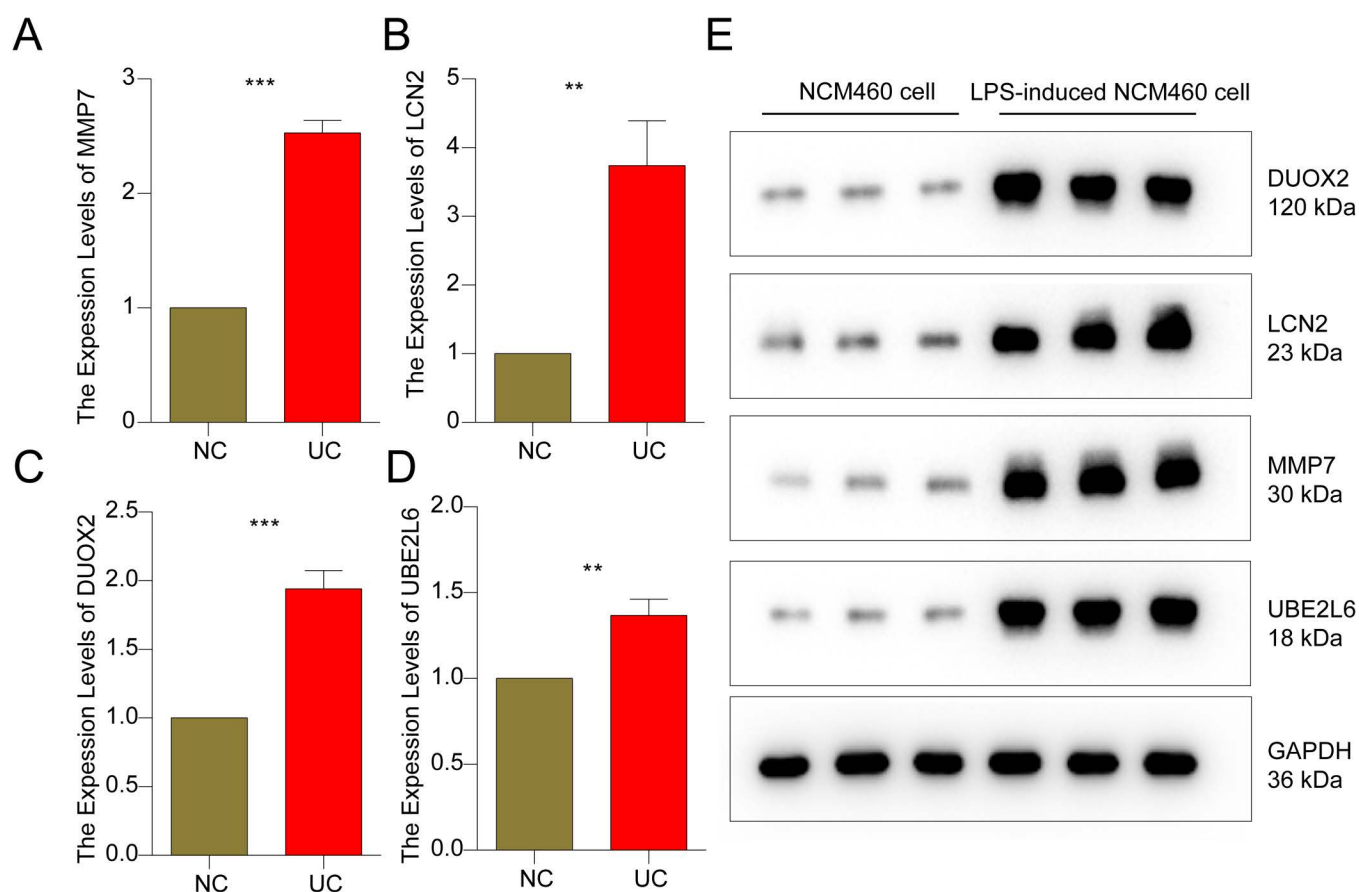 A
The Expession Levels of MMP7
3
2
1
0
***
NC
UC
B
The Expession Levels of LCN2
5
4
3
2
1
0
**
NC
UC
C
The Expession Levels of DUOX2
2.5
2.0
1.5
1.0
0.5
0.0
***
NC
UC
D
The Expession Levels of UBE2L6
2.0
1.5
1.0
0.5
0.0
**
NC
UC
E
NCM460 cell
LPS-induced NCM460 cell
DUOX2
120 kDa
LCN2
23 kDa
MMP7
30 kDa
UBE2L6
18 kDa
GAPDH
36 kDa